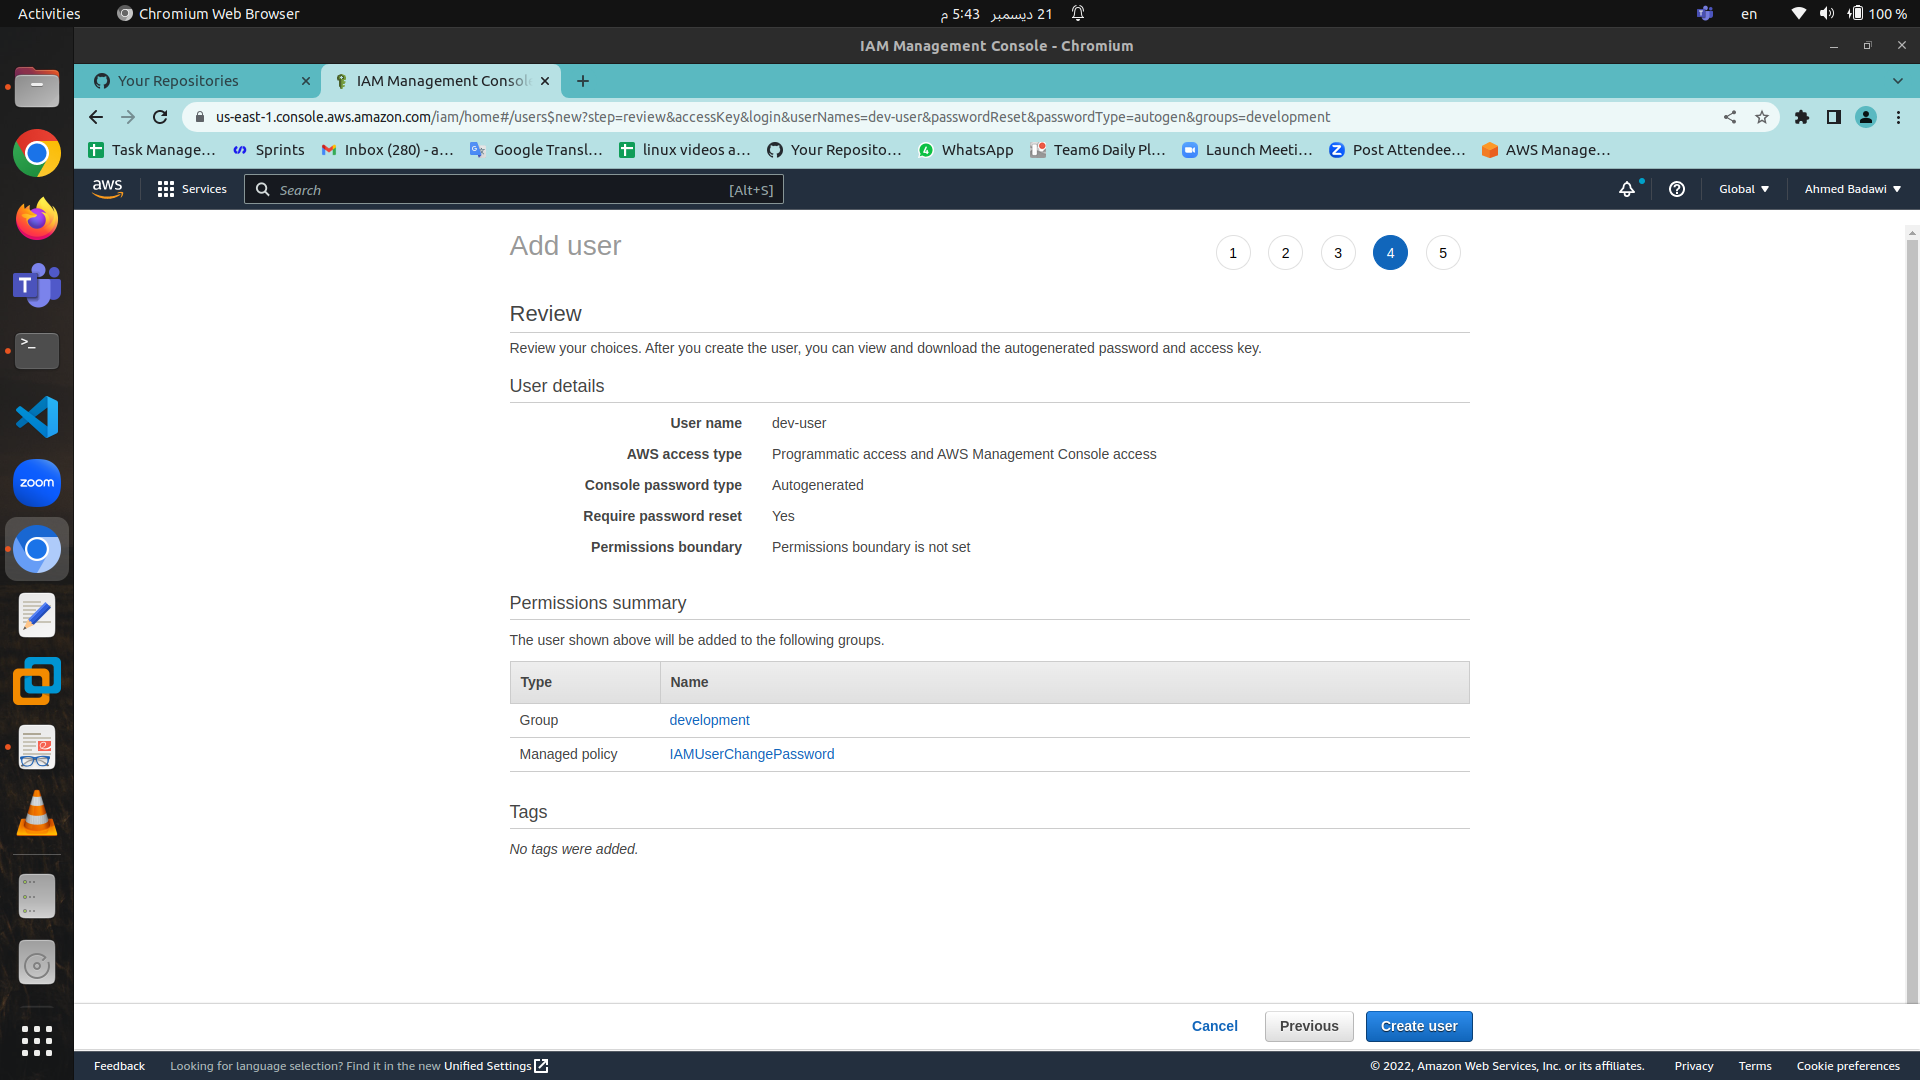 Activities Chromium Web Browser 21 ديسمبر 5:43 م en 100 %
IAM Management Console - Chromium
Your Repositories IAM Management Consol
us-east-1.console.aws.amazon.com/iam/home#/users$new?step=review&accessKey&login&userNames=dev-user&passwordReset&passwordType=autogen&groups=development
Task Manage... Sprints Inbox (280) - a... Google Transl... linux videos a... Your Reposito... 4 WhatsApp Team6 Daily Pl... Launch Meeti... Z Post Attendee... AWS Manage...
aws Services Search [Alt+S] Global Ahmed Badawi
Add user 1 2 3 4 5
Review
Review your choices. After you create the user, you can view and download the autogenerated password and access key.
User details
User name dev-user
AWS access type Programmatic access and AWS Management Console access
Console password type Autogenerated
Require password reset Yes
Permissions boundary Permissions boundary is not set
zoom
Permissions summary
The user shown above will be added to the following groups.
Type Name
Group development
Managed policy IAMUserChangePassword
Tags
No tags were added.
Cancel Previous Create user
Feedback Looking for language selection? Find it in the new Unified Settings © 2022, Amazon Web Services, Inc. or its affiliates. Privacy Terms Cookie preferences